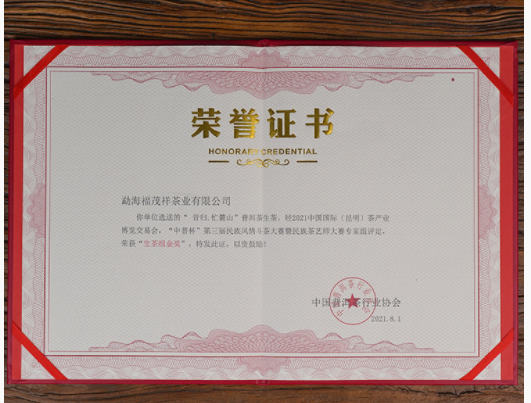 荣誉证书
HONORARY CREDENTIAL
勐海福茂祥茶业有限公司
你单位选送的“ 昔归.忙麓山”普洱茶生茶，经2021中国国际（昆明）茶产业
博览交易会，“中普杯”第三届民族风情斗茶大赛暨民族茶艺师大赛专家组评定，
荣获“生茶组金奖”，特发此证，以资鼓励！
中国普洱茶行业协会
2021.8.1